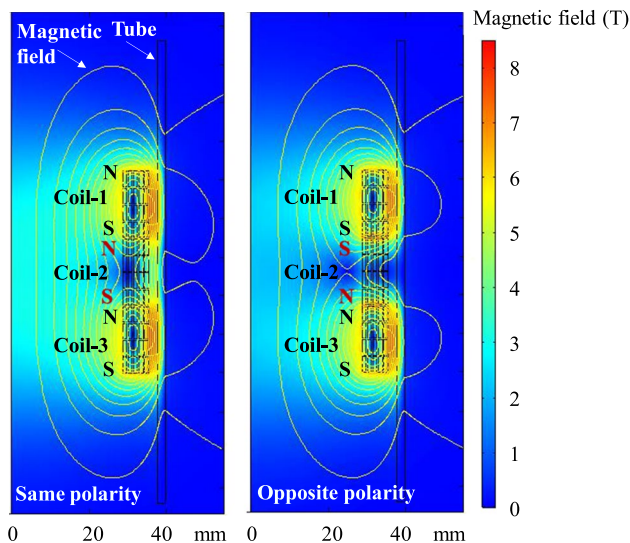 Magnetic field (T)
Magnetic
field
Tube
N
Coil-1
S
N
Coil-2
S
N
Coil-3
S
Same polarity
0 20 40 mm
N
Coil-1
S
S
Coil-2
N
N
Coil-3
S
Opposite polarity
0 20 40 mm
8
7
6
5
4
3
2
1
0